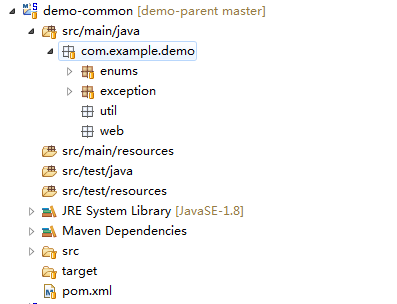 demo-common [demo-parent master]
src/main/java
com.example.demo
enums
exception
util
web
src/main/resources
src/test/java
src/test/resources
JRE System Library [JavaSE-1.8]
Maven Dependencies
src
target
pom.xml